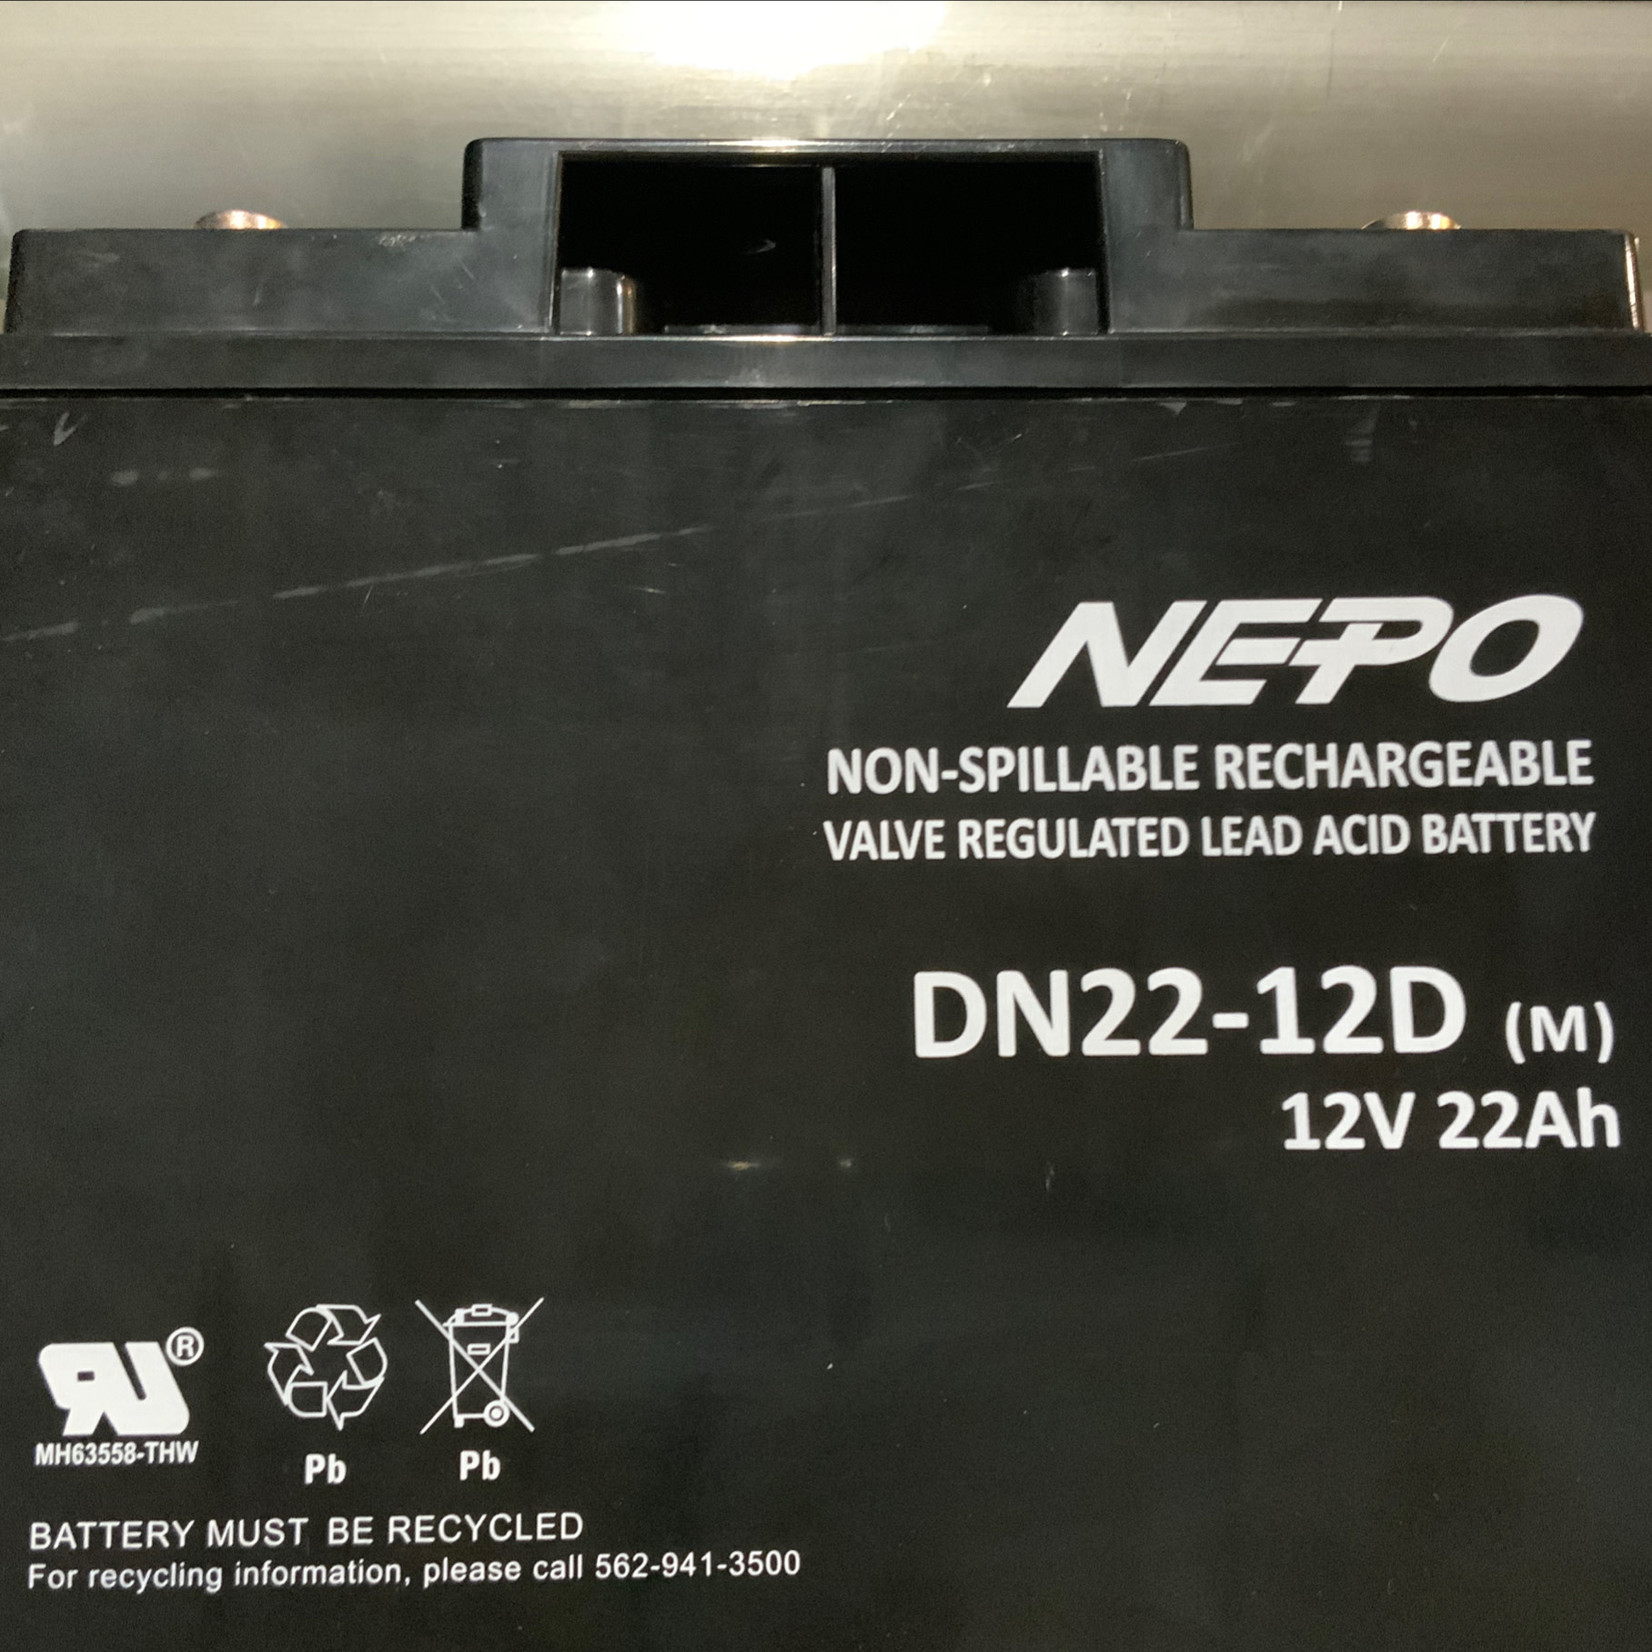 NEPO
NON-SPILLABLE RECHARGEABLE
VALVE REGULATED LEAD ACID BATTERY
DN22-12D (M)
12V 22Ah
RU®
MH63558-THW
Pb
Pb
BATTERY MUST BE RECYCLED
For recycling information, please call 562-941-3500